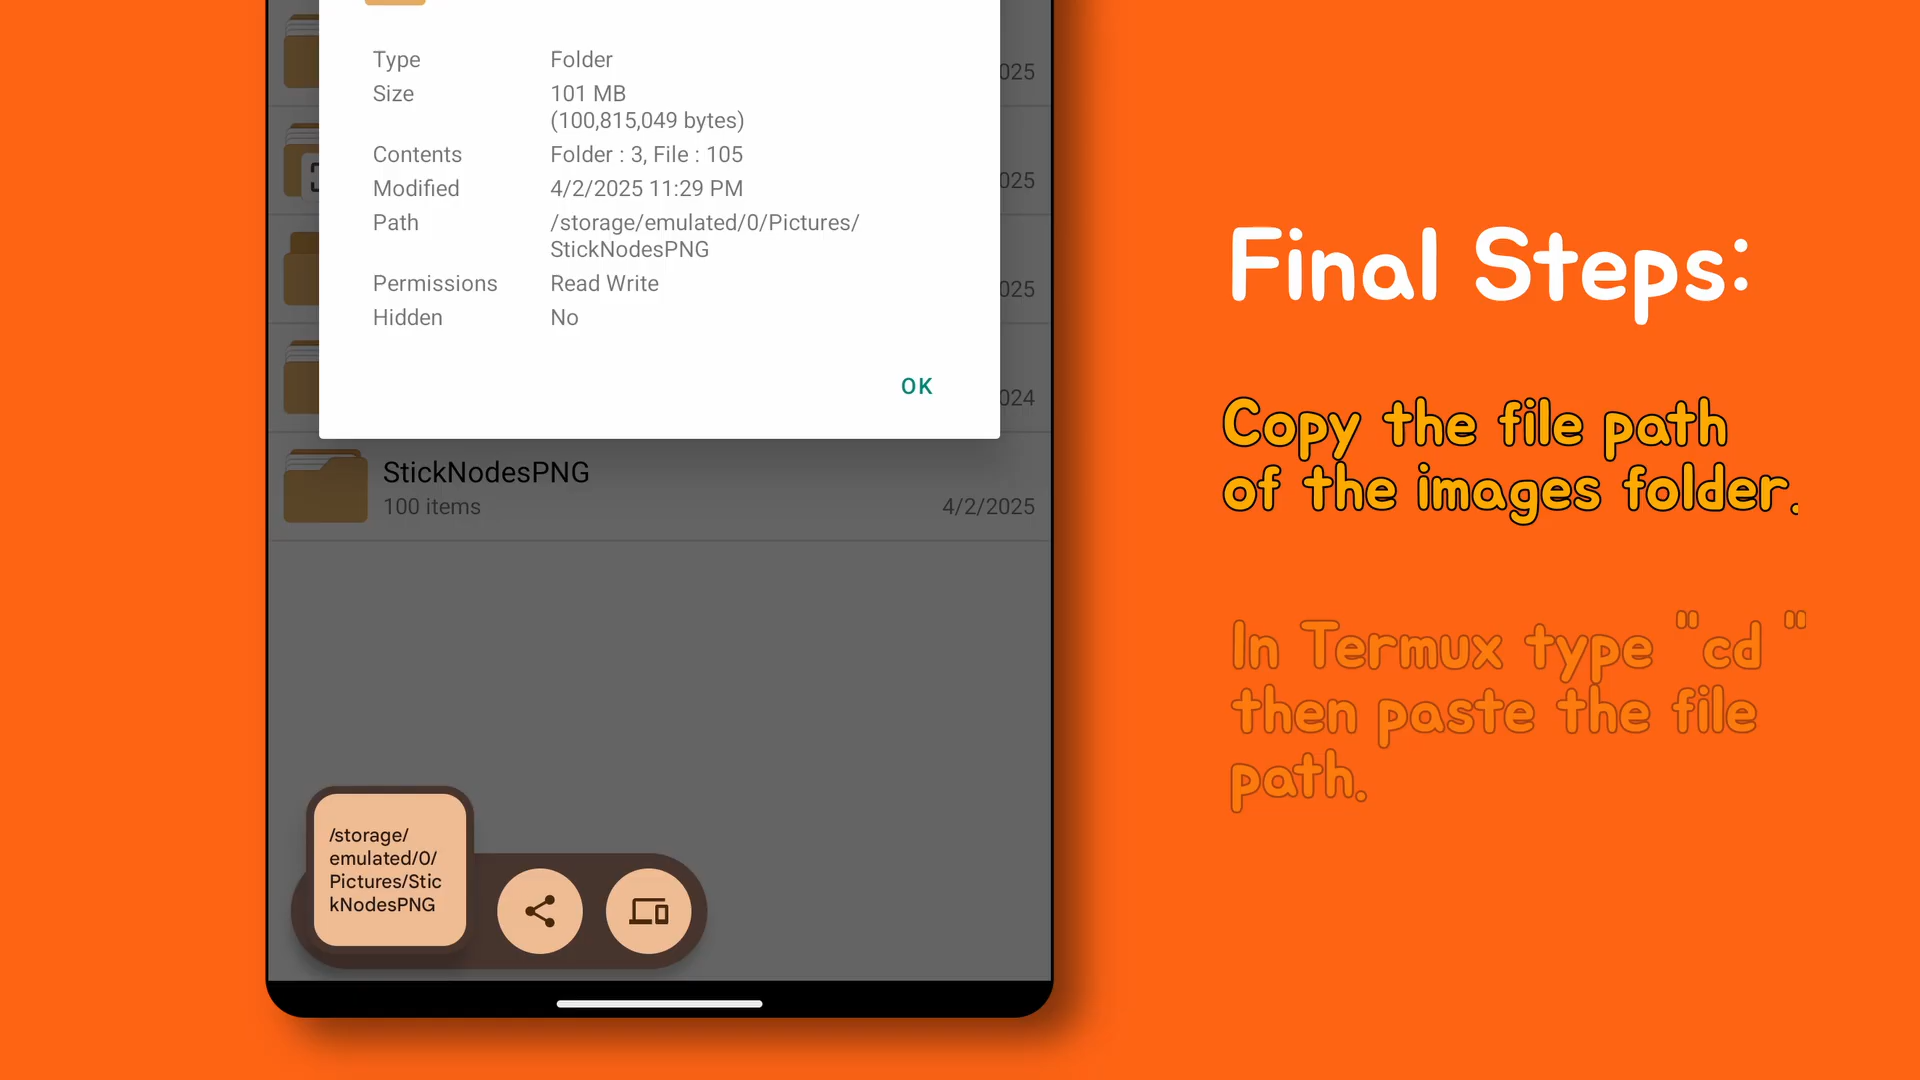 Type Folder
Size 101 MB
(100,815,049 bytes)
Contents Folder : 3, File : 105
Modified 4/2/2025 11:29 PM
Path /storage/emulated/0/Pictures/
StickNodesPNG
Permissions Read Write
Hidden No
OK
025
025
025
024
StickNodesPNG
100 items 4/2/2025
/storage/
emulated/0/
Pictures/Stic
kNodesPNG
Final Steps:
Copy the file path
of the images folder.
In Termux type "cd "
then paste the file
path.